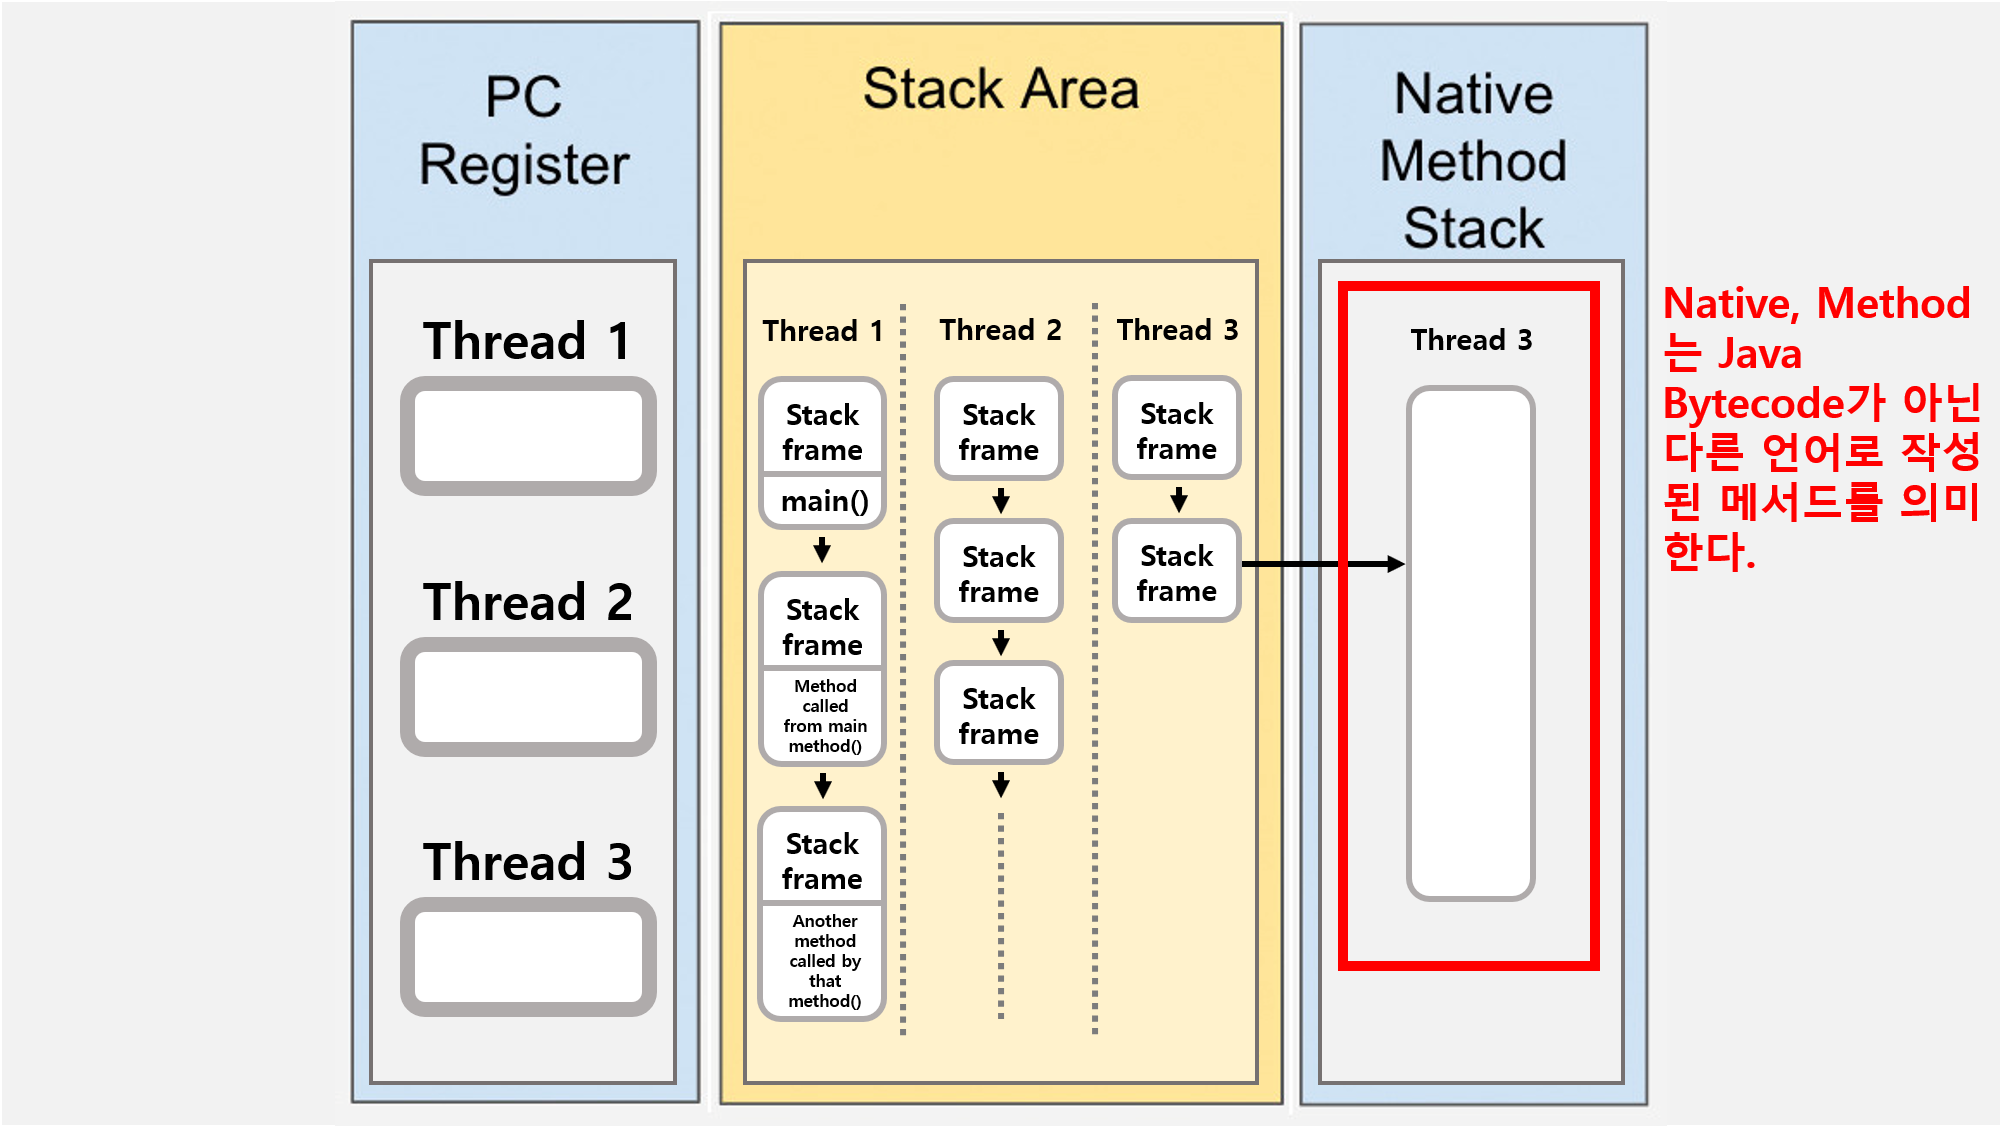 PC
Register
Thread 1
Thread 2
Thread 3
Stack Area
Thread 1
Stack
frame
main()
Stack
frame
Method
called
from main
method()
Stack
frame
Another
method
called by
that
method()
Thread 2
Stack
frame
Stack
frame
Stack
frame
Thread 3
Stack
frame
Stack
frame
Native
Method
Stack
Thread 3
Native, Method
는 Java
Bytecode가 아닌
다른 언어로 작성
된 메서드를 의미
한다.